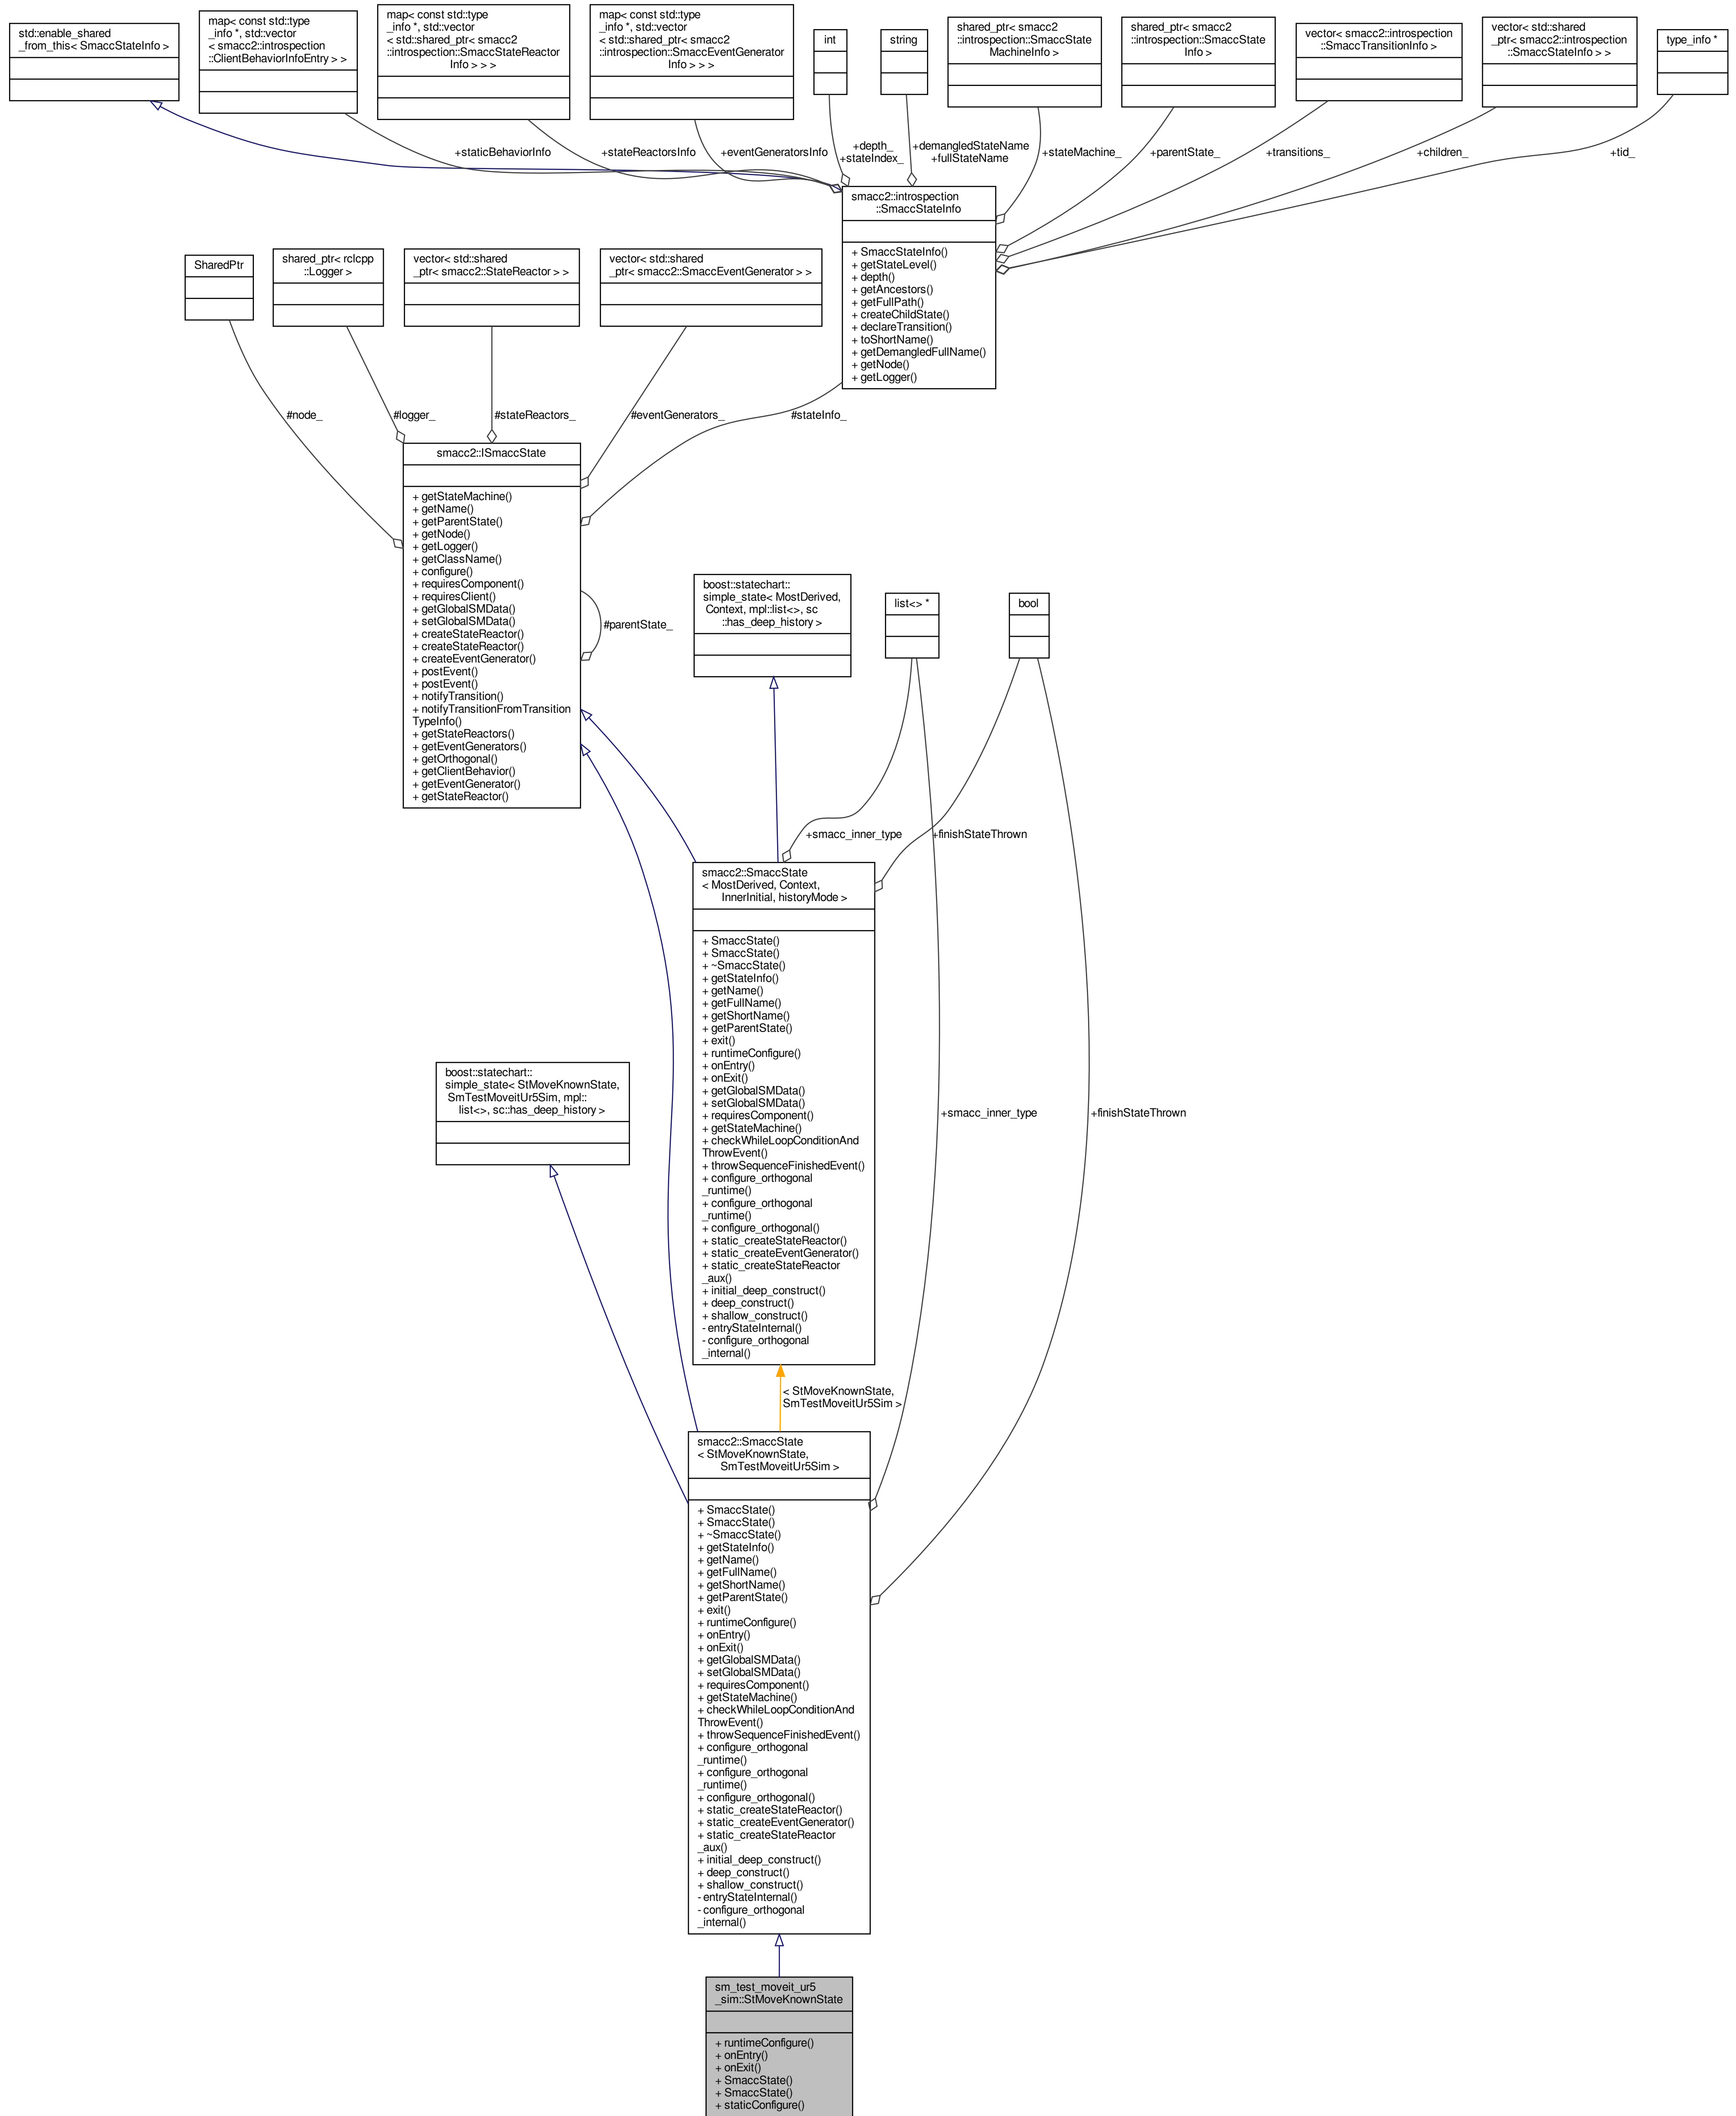 std::enable_shared
_from_this< SmaccStateInfo >
map< const std::type
_info *, std::vector
< smacc2::introspection
::ClientBehaviorInfoEntry > >
map< const std::type
_info *, std::vector
< std::shared_ptr< smacc2
::introspection::SmaccStateReactor
Info > > >
map< const std::type
_info *, std::vector
< std::shared_ptr< smacc2
::introspection::SmaccEventGenerator
Info > > >
int
string
shared_ptr< smacc2
::introspection::SmaccState
MachineInfo >
shared_ptr< smacc2
::introspection::SmaccState
Info >
vector< smacc2::introspection
::SmaccTransitionInfo >
vector< std::shared
_ptr< smacc2::introspection
::SmaccStateInfo > >
type_info *
+staticBehaviorInfo
+stateReactorsInfo
+eventGeneratorsInfo
+depth_
+stateIndex_
+demangledStateName
+fullStateName
+stateMachine_
+parentState_
+transitions_
+children_
+tid_
smacc2::introspection
::SmaccStateInfo
+ SmaccStateInfo()
+ getStateLevel()
+ depth()
+ getAncestors()
+ getFullPath()
+ createChildState()
+ declareTransition()
+ toShortName()
+ getDemangledFullName()
+ getNode()
+ getLogger()
SharedPtr
shared_ptr< rclcpp
::Logger >
vector< std::shared
_ptr< smacc2::StateReactor > >
vector< std::shared
_ptr< smacc2::SmaccEventGenerator > >
#node_
#logger_
#stateReactors_
#eventGenerators_
#stateInfo_
smacc2::ISmaccState
+ getStateMachine()
+ getName()
+ getParentState()
+ getNode()
+ getLogger()
+ getClassName()
+ configure()
+ requiresComponent()
+ requiresClient()
+ getGlobalSMData()
+ setGlobalSMData()
+ createStateReactor()
+ createStateReactor()
+ createEventGenerator()
+ postEvent()
+ postEvent()
+ notifyTransition()
+ notifyTransitionFromTransition
TypeInfo()
+ getStateReactors()
+ getEventGenerators()
+ getOrthogonal()
+ getClientBehavior()
+ getEventGenerator()
+ getStateReactor()
#parentState_
boost::statechart::
simple_state< MostDerived,
Context, mpl::list<>, sc
::has_deep_history >
list<> *
bool
+smacc_inner_type
+finishStateThrown
smacc2::SmaccState
< MostDerived, Context,
InnerInitial, historyMode >
+ SmaccState()
+ SmaccState()
+ ~SmaccState()
+ getStateInfo()
+ getName()
+ getFullName()
+ getShortName()
+ getParentState()
+ exit()
+ runtimeConfigure()
+ onEntry()
+ onExit()
+ getGlobalSMData()
+ setGlobalSMData()
+ requiresComponent()
+ getStateMachine()
+ checkWhileLoopConditionAnd
ThrowEvent()
+ throwSequenceFinishedEvent()
+ configure_orthogonal
_runtime()
+ configure_orthogonal
_runtime()
+ configure_orthogonal()
+ static_createStateReactor()
+ static_createEventGenerator()
+ static_createStateReactor
_aux()
+ initial_deep_construct()
+ deep_construct()
+ shallow_construct()
- entryStateInternal()
- configure_orthogonal
_internal()
boost::statechart::
simple_state< StMoveKnownState,
SmTestMoveitUr5Sim, mpl::
list<>, sc::has_deep_history >
+smacc_inner_type
+finishStateThrown
< StMoveKnownState,
SmTestMoveitUr5Sim >
smacc2::SmaccState
< StMoveKnownState,
SmTestMoveitUr5Sim >
+ SmaccState()
+ SmaccState()
+ ~SmaccState()
+ getStateInfo()
+ getName()
+ getFullName()
+ getShortName()
+ getParentState()
+ exit()
+ runtimeConfigure()
+ onEntry()
+ onExit()
+ getGlobalSMData()
+ setGlobalSMData()
+ requiresComponent()
+ getStateMachine()
+ checkWhileLoopConditionAnd
ThrowEvent()
+ throwSequenceFinishedEvent()
+ configure_orthogonal
_runtime()
+ configure_orthogonal
_runtime()
+ configure_orthogonal()
+ static_createStateReactor()
+ static_createEventGenerator()
+ static_createStateReactor
_aux()
+ initial_deep_construct()
+ deep_construct()
+ shallow_construct()
- entryStateInternal()
- configure_orthogonal
_internal()
sm_test_moveit_ur5
_sim::StMoveKnownState
+ runtimeConfigure()
+ onEntry()
+ onExit()
+ SmaccState()
+ SmaccState()
+ staticConfigure()